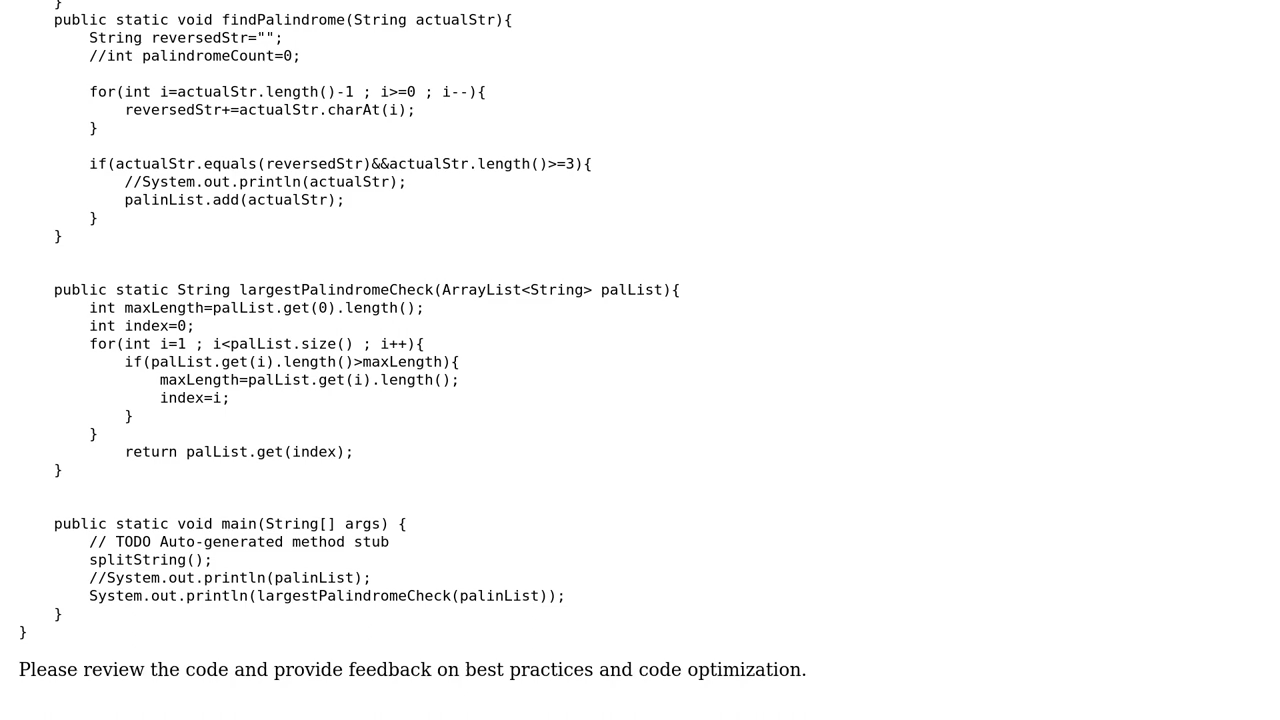 }
    public static void findPalindrome(String actualStr){
        String reversedStr="";
        //int palindromeCount=0;

        for(int i=actualStr.length()-1 ; i>=0 ; i--){
            reversedStr+=actualStr.charAt(i);
        }

        if(actualStr.equals(reversedStr)&&actualStr.length()>=3){
            //System.out.println(actualStr);
            palinList.add(actualStr);
        }
    }


    public static String largestPalindromeCheck(ArrayList<String> palList){
        int maxLength=palList.get(0).length();
        int index=0;
        for(int i=1 ; i<palList.size() ; i++){
            if(palList.get(i).length()>maxLength){
                maxLength=palList.get(i).length();
                index=i;
            }
        }
            return palList.get(index);
    }


    public static void main(String[] args) {
        // TODO Auto-generated method stub
        splitString();
        //System.out.println(palinList);
        System.out.println(largestPalindromeCheck(palinList));
    }
}
Please review the code and provide feedback on best practices and code optimization.